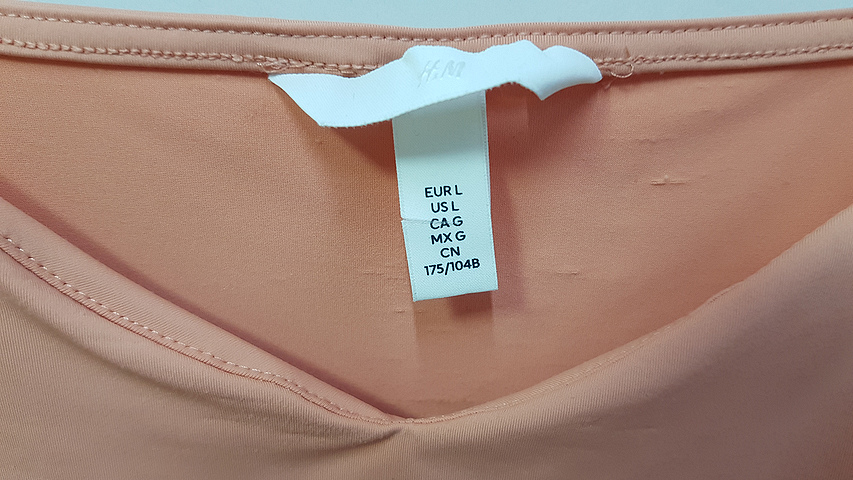 H&M
EUR L
US L
CA G
MX G
CN
175/104B